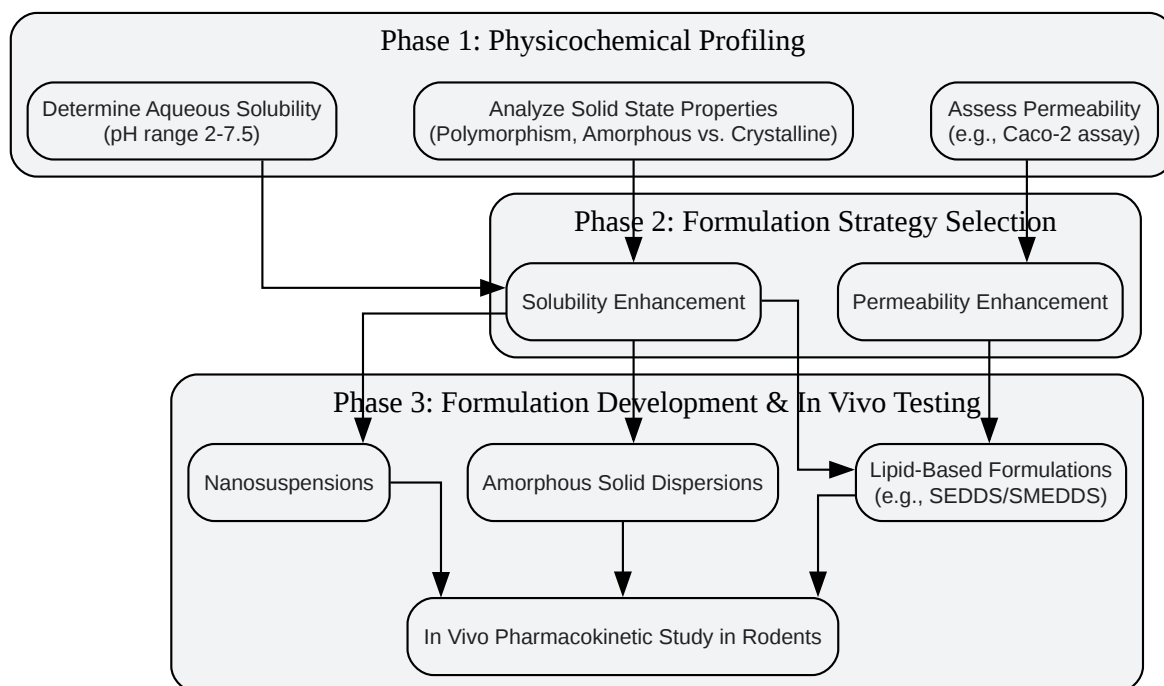 Phase 1: Physicochemical Profiling
Determine Aqueous Solubility
(pH range 2-7.5)
Analyze Solid State Properties
(Polymorphism, Amorphous vs. Crystalline)
Assess Permeability
(e.g., Caco-2 assay)
Phase 2: Formulation Strategy Selection
Solubility Enhancement
Permeability Enhancement
Phase 3: Formulation Development & In Vivo Testing
Nanosuspensions
Amorphous Solid Dispersions
Lipid-Based Formulations
(e.g., SEDDS/SMEDDS)
In Vivo Pharmacokinetic Study in Rodents